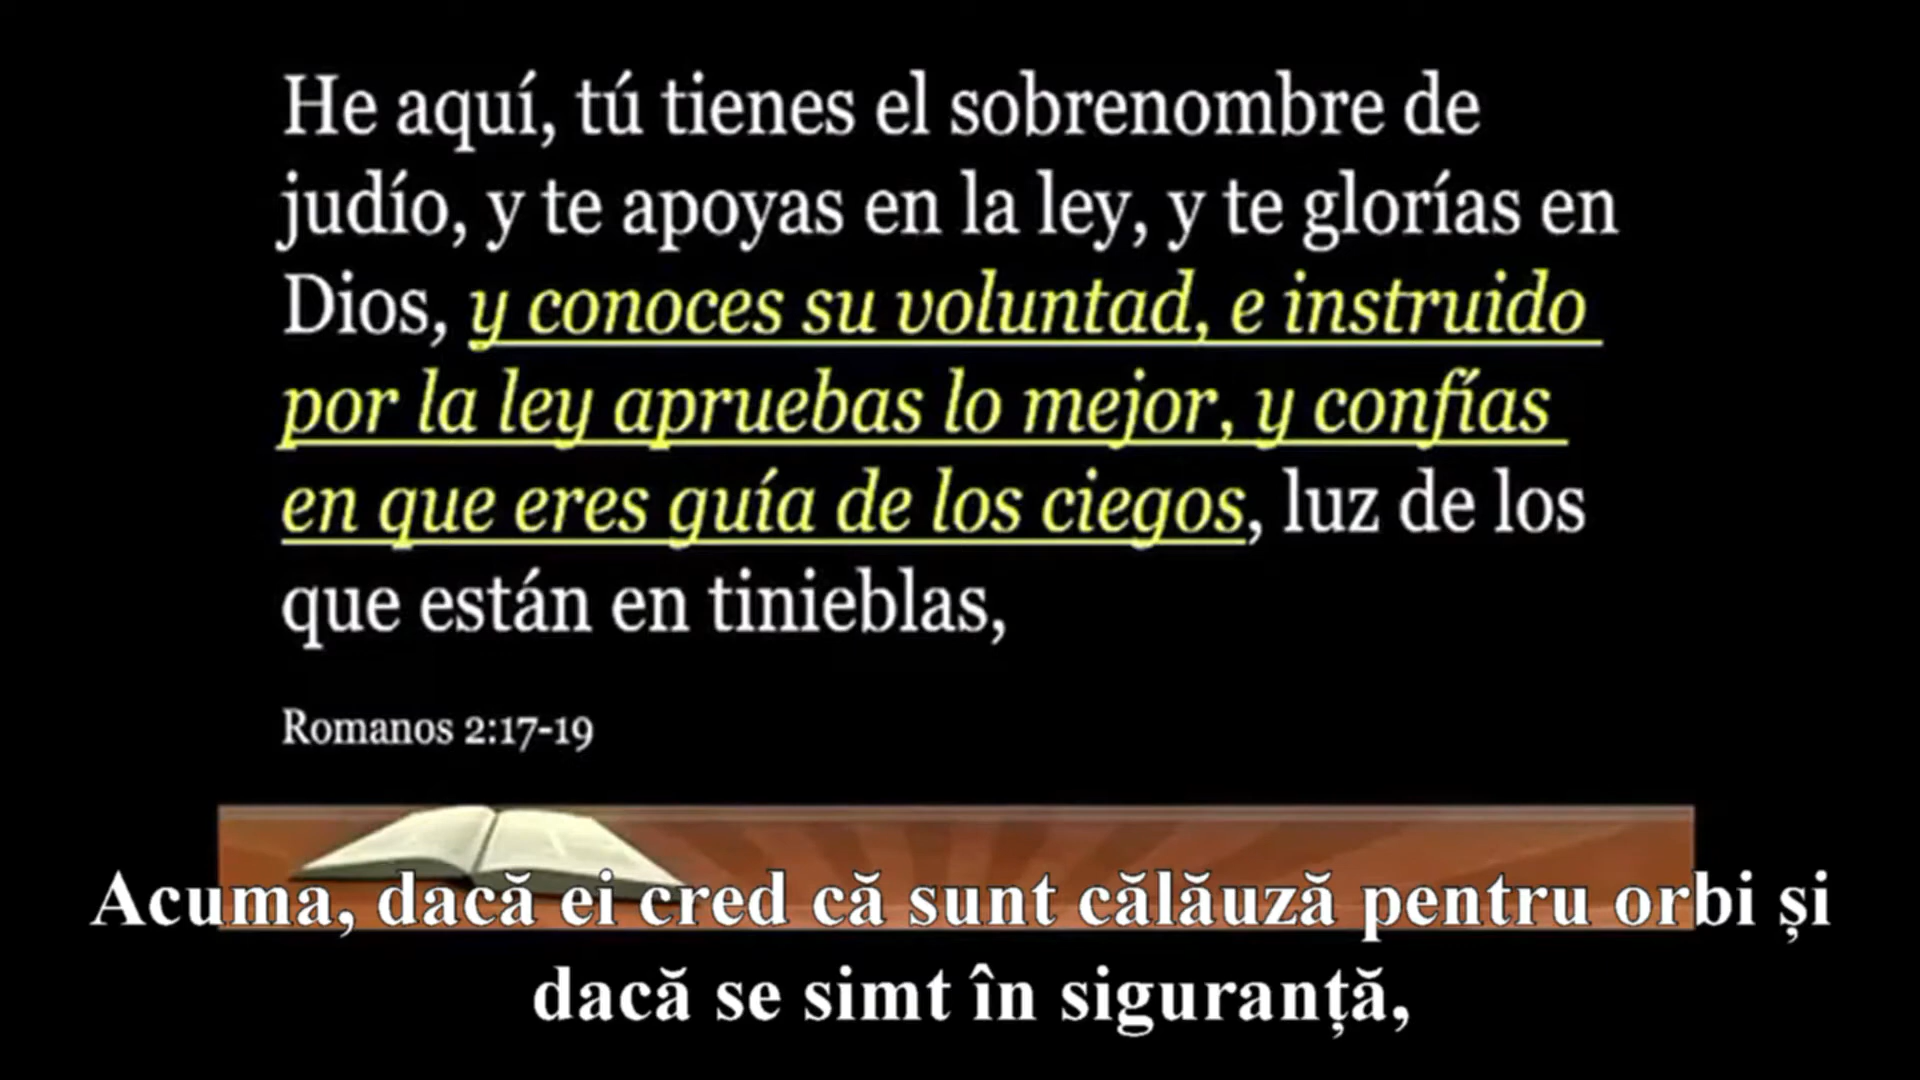 He aquí, tú tienes el sobrenombre de
judío, y te apoyas en la ley, y te glorías en
Dios, y conoces su voluntad, e instruido
por la ley apruebas lo mejor, y confías
en que eres guía de los ciegos, luz de los
que están en tinieblas,
Romanos 2:17-19
Acuma, dacă ei cred că sunt călăuză pentru orbi și
dacă se simt în siguranță,